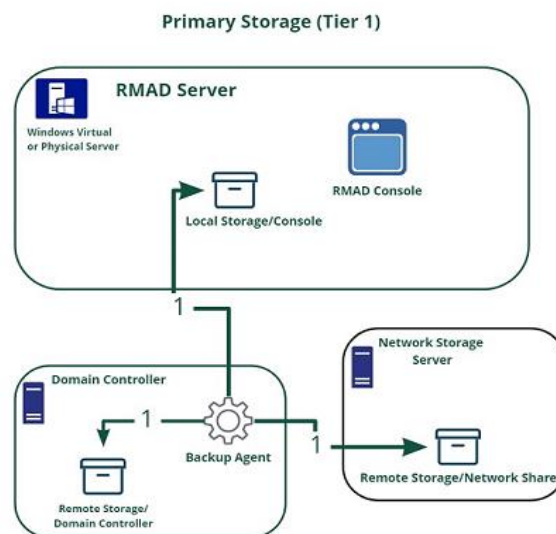 Primary Storage (Tier 1)
RMAD Server
Windows Virtual
or Physical Server
RMAD Console
Local Storage/Console
1
Network Storage
Server
Domain Controller
1
1
Backup Agent
Remote Storage/Network Share
Remote Storage/
Domain Controller